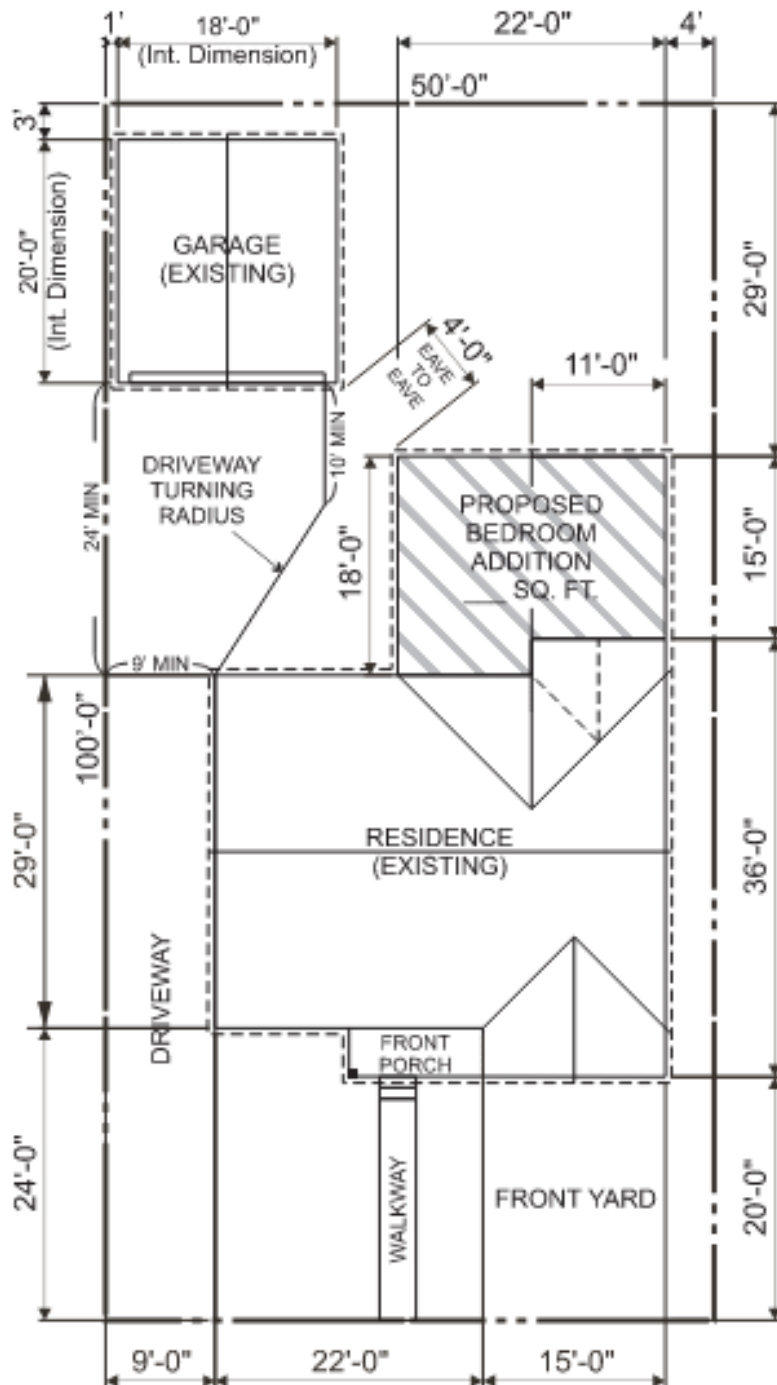 1'
18'-0"
(Int. Dimension)
22'-0"
4'
50'-0"
3'
20'-0"
(Int. Dimension)
GARAGE
(EXISTING)
29'-0"
4'-0"
EAVE
TO
EAVE
11'-0"
10' MIN
24' MIN
DRIVEWAY
TURNING
RADIUS
18'-0"
PROPOSED
BEDROOM
ADDITION
___ SQ. FT.
15'-0"
9' MIN
100'-0"
29'-0"
RESIDENCE
(EXISTING)
36'-0"
DRIVEWAY
FRONT
PORCH
24'-0"
WALKWAY
FRONT YARD
20'-0"
9'-0"
22'-0"
15'-0"